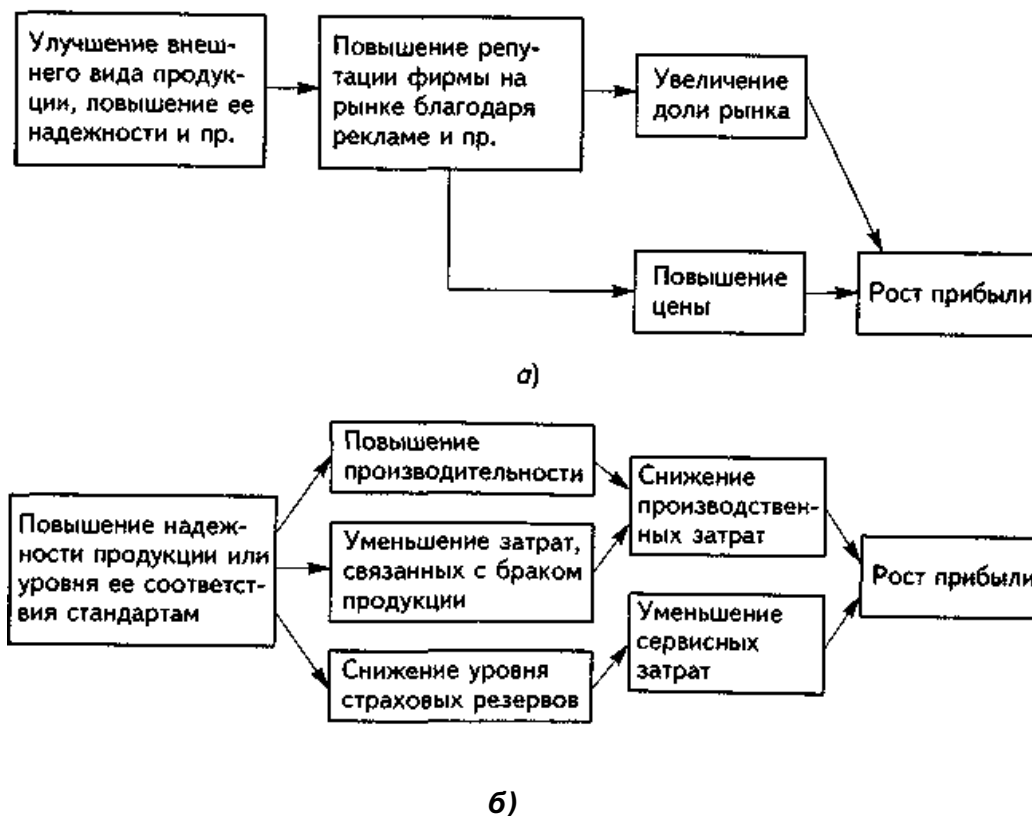 Улучшение внеш-
него вида продук-
ции, ловышение ее
надежности и пр.
Повышение репу-
тации фирмы на
рынке благодаря
рекламе и пр.
Увеличение
доли рынка
Повышение
цены
Рост прибыли
а)
Повышение надеж-
ности продукции или
уровня ее соответст-
вия стандартам
Повышение
производительности
Уменьшение затрат,
связанных с браком
продукции
Снижение уровня
страховых резервов
Снижение
производствен-
ных затрат
Уменьшение
сервисных
затрат
Рост прибыли
б)